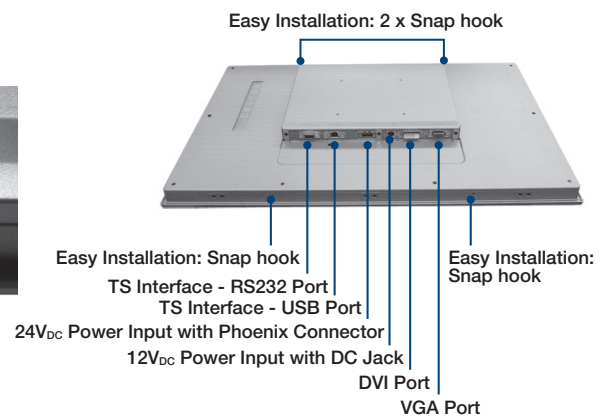 Easy Installation: 2 x Snap hook
Easy Installation: Snap hook
Easy Installation:
Snap hook
TS Interface - RS232 Port
TS Interface - USB Port
24VDC Power Input with Phoenix Connector
12VDC Power Input with DC Jack
DVI Port
VGA Port